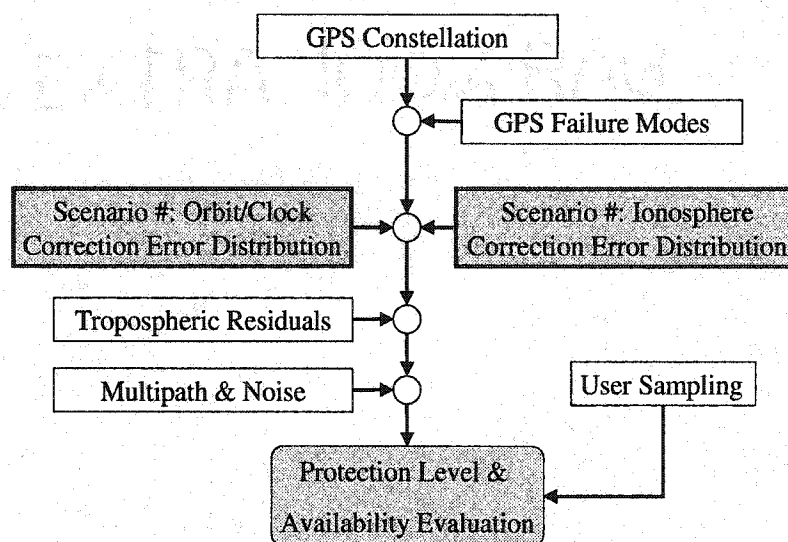 GPS Constellation
GPS Failure Modes
Scenario #: Orbit/Clock
Correction Error Distribution
Scenario #: Ionosphere
Correction Error Distribution
Tropospheric Residuals
Multipath & Noise
User Sampling
Protection Level &
Availability Evaluation